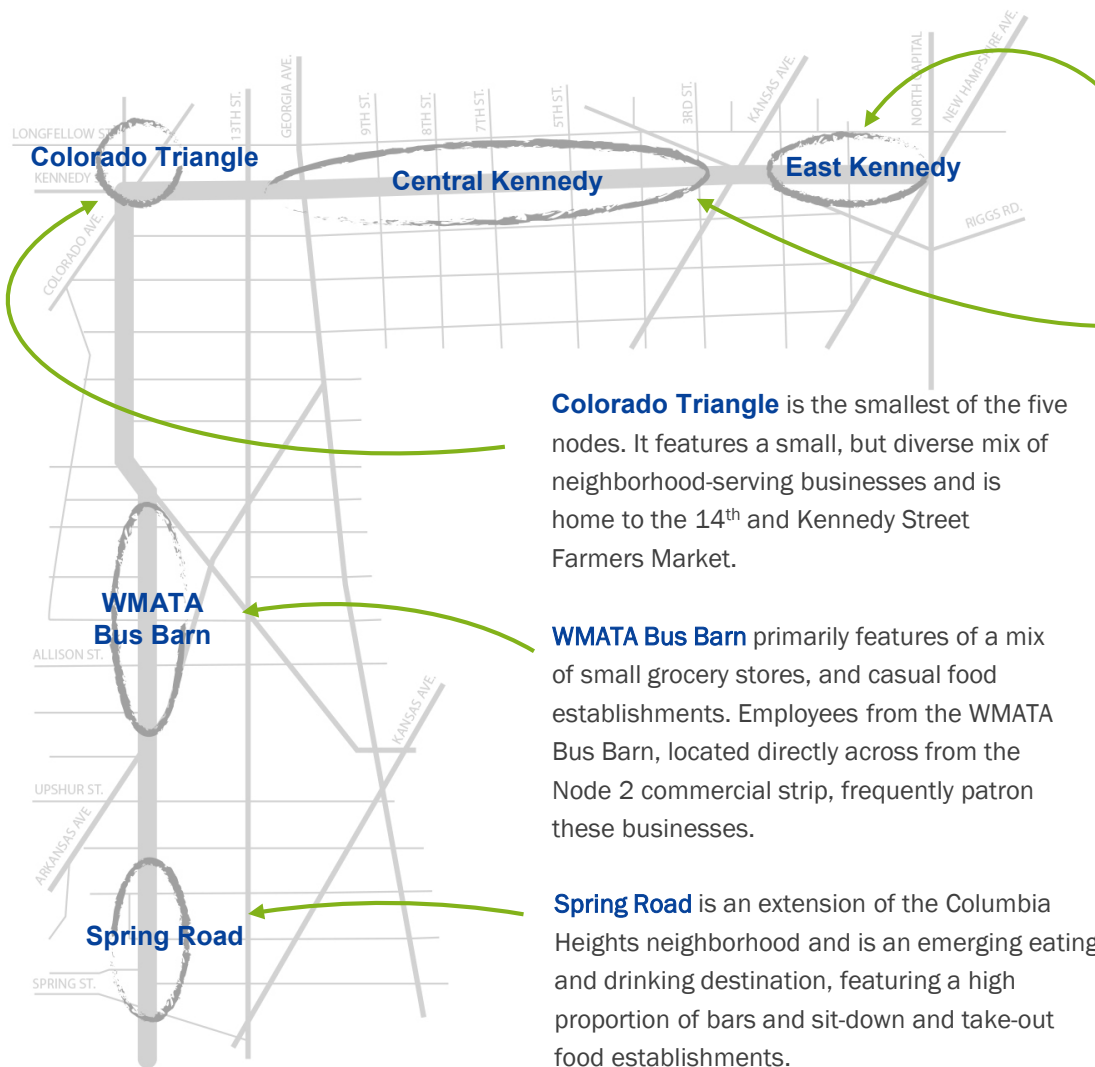 NORTH CAPITAL
NEW HAMPSHIRE AVE.
KANSAS AVE.
GEORGIA AVE.
13TH ST.
9TH ST.
8TH ST.
7TH ST.
5TH ST.
3RD ST.
LONGFELLOW ST.
Colorado Triangle
Central Kennedy
East Kennedy
KENNEDY ST.
RIGGS RD.
COLORADO AVE.
Colorado Triangle is the smallest of the five
nodes. It features a small, but diverse mix of
neighborhood-serving businesses and is
home to the 14th and Kennedy Street
Farmers Market.
WMATA
Bus Barn
ALLISON ST.
WMATA Bus Barn primarily features of a mix
of small grocery stores, and casual food
establishments. Employees from the WMATA
Bus Barn, located directly across from the
Node 2 commercial strip, frequently patron
these businesses.
KANSAS AVE.
UPSHUR ST.
ARKANSAS AVE
Spring Road
SPRING ST.
Spring Road is an extension of the Columbia
Heights neighborhood and is an emerging eating
and drinking destination, featuring a high
proportion of bars and sit-down and take-out
food establishments.